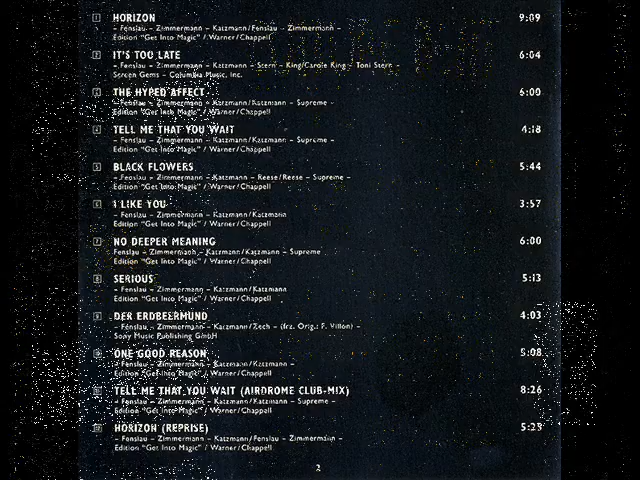 1 HORIZON 9:09
- Fenslau - Zimmermann - Katzmann/Fenslau - Zimmermann -
Edition "Get Into Magic" / Warner/Chappell
2 IT'S TOO LATE 6:04
- Fenslau - Zimmermann - Katzmann - Stern - King/Carole King - Toni Stern -
Screen Gems - Columbia Music, Inc.
3 THE HYPED AFFECT 6:00
- Fenslau - Zimmermann - Katzmann/Katzmann - Supreme -
Edition "Get Into Magic" / Warner/Chappell
4 TELL ME THAT YOU WAIT 4:18
- Fenslau - Zimmermann - Katzmann/Katzmann - Supreme -
Edition "Get Into Magic" / Warner/Chappell
5 BLACK FLOWERS 5:44
- Fenslau - Zimmermann - Katzmann - Reese/Reese - Supreme -
Edition "Get Into Magic" / Warner/Chappell
6 I LIKE YOU 3:57
- Fenslau - Zimmermann - Katzmann/Katzmann
Edition "Get Into Magic" / Warner/Chappell
7 NO DEEPER MEANING 6:00
Fenslau - Zimmermann - Katzmann/Katzmann - Supreme
Edition "Get Into Magic" / Warner/Chappell
8 SERIOUS 5:13
- Fenslau - Zimmermann - Katzmann/Katzmann
Edition "Get Into Magic" / Warner/Chappell
9 DER ERDBEERMUND 4:03
- Fenslau - Zimmermann - Katzmann/Zech - (frz. Orig.: F. Villon) -
Sony Music Publishing GmbH
10 ONE GOOD REASON 5:08
- Fenslau - Zimmermann - Katzmann/Katzmann -
Edition "Get Into Magic" / Warner/Chappell
11 TELL ME THAT YOU WAIT (AIRDROME CLUB-MIX) 8:26
- Fenslau - Zimmermann - Katzmann/Katzmann - Supreme -
Edition "Get Into Magic" / Warner/Chappell
12 HORIZON (REPRISE) 5:23
- Fenslau - Zimmermann - Katzmann/Fenslau - Zimmermann -
Edition "Get Into Magic" / Warner/Chappell
2